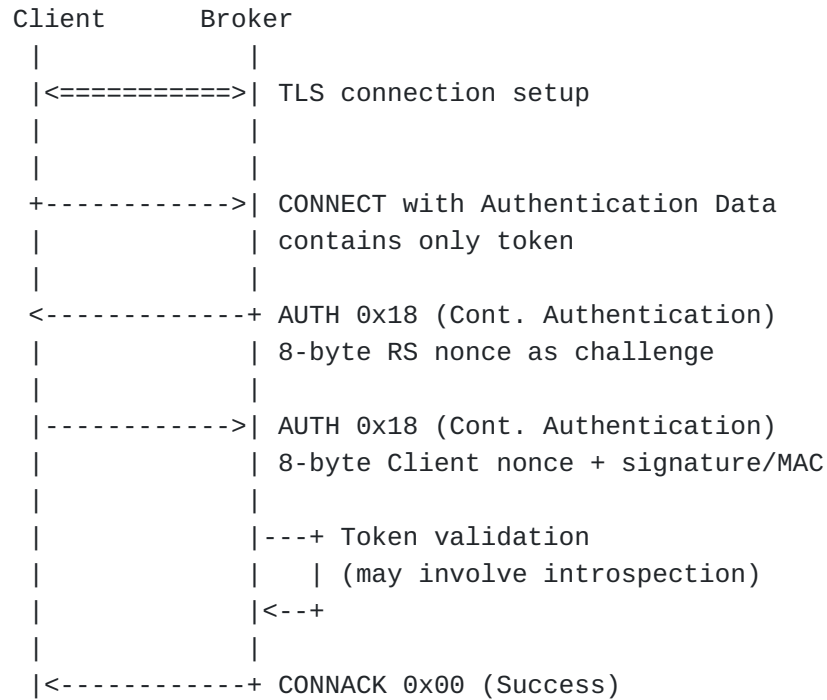 Client Broker
TLS connection setup
CONNECT with Authentication Data
contains only token
AUTH 0x18 (Cont. Authentication)
8-byte RS nonce as challenge
AUTH 0x18 (Cont. Authentication)
8-byte Client nonce + signature/MAC
Token validation
(may involve introspection)
CONNACK 0x00 (Success)